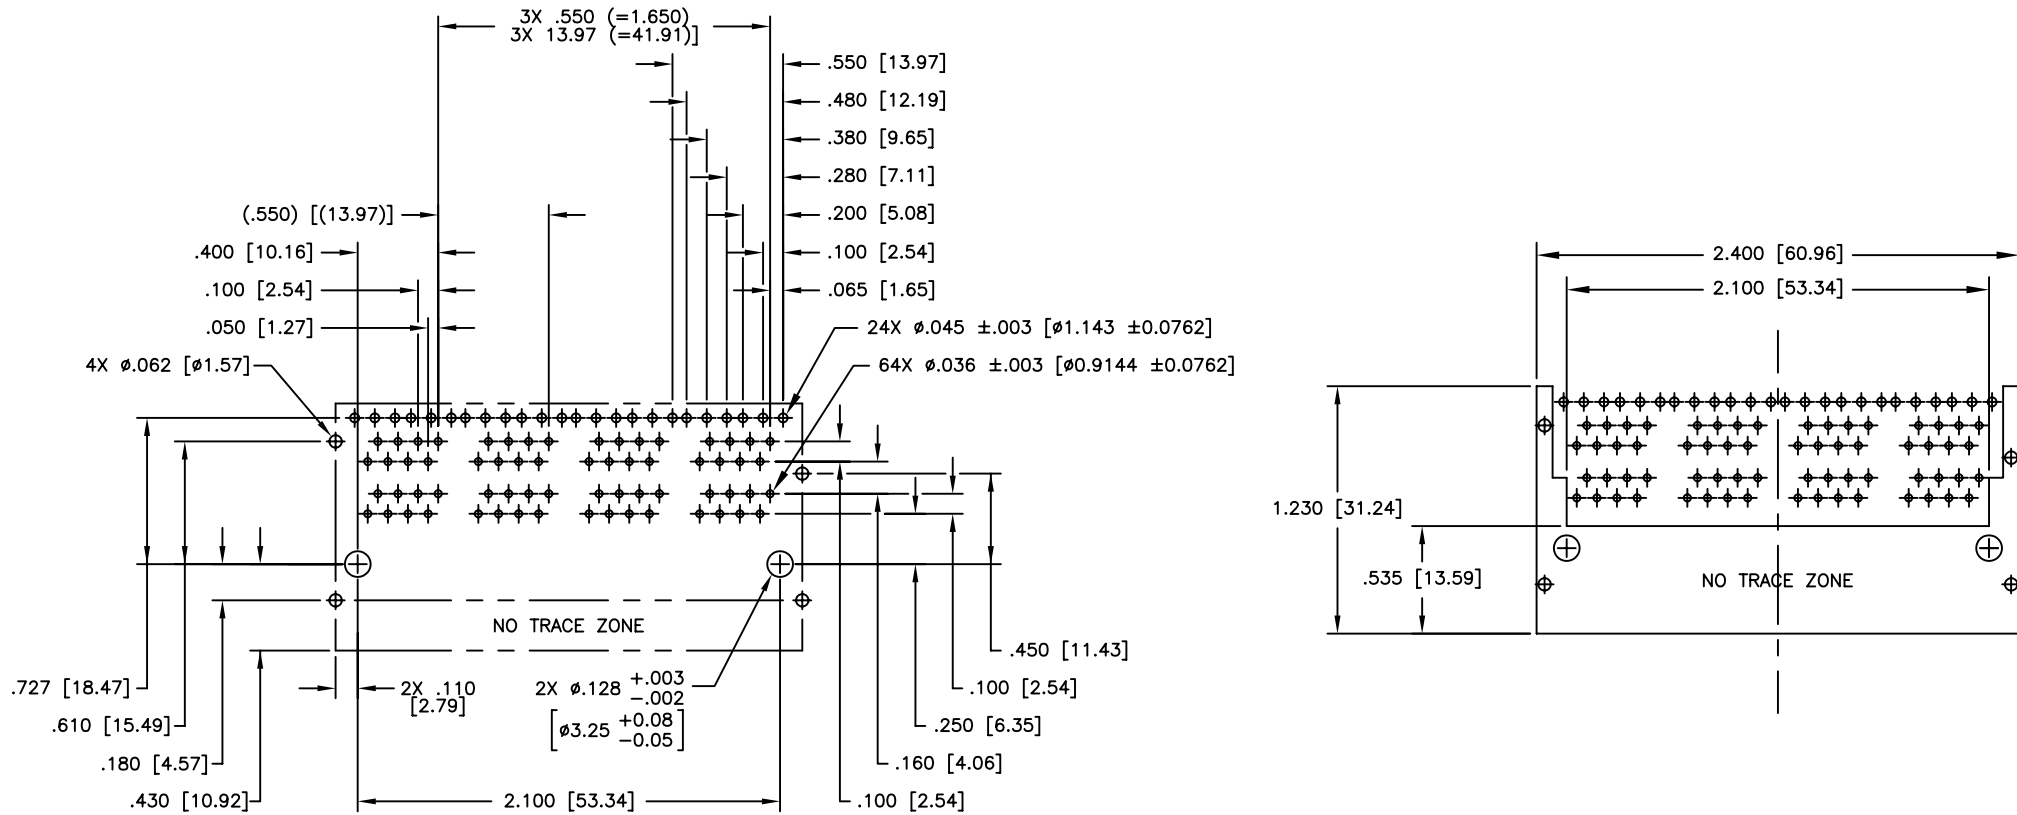 3X .550 (=1.650)
3X 13.97 (=41.91)]
.550 [13.97]
.480 [12.19]
.380 [9.65]
.280 [7.11]
(.550) [(13.97)]
.200 [5.08]
.400 [10.16]
.100 [2.54]
.100 [2.54]
.065 [1.65]
.050 [1.27]
24X ø.045 ±.003 [ø1.143 ±0.0762]
4X ø.062 [ø1.57]
64X ø.036 ±.003 [ø0.9144 ±0.0762]
NO TRACE ZONE
.450 [11.43]
.727 [18.47]
2X .110
[2.79]
2X ø.128 +.003
-.002
[ø3.25 +0.08
-0.05]
.100 [2.54]
.610 [15.49]
.250 [6.35]
.180 [4.57]
.160 [4.06]
.430 [10.92]
2.100 [53.34]
.100 [2.54]
2.400 [60.96]
2.100 [53.34]
1.230 [31.24]
.535 [13.59]
NO TRACE ZONE